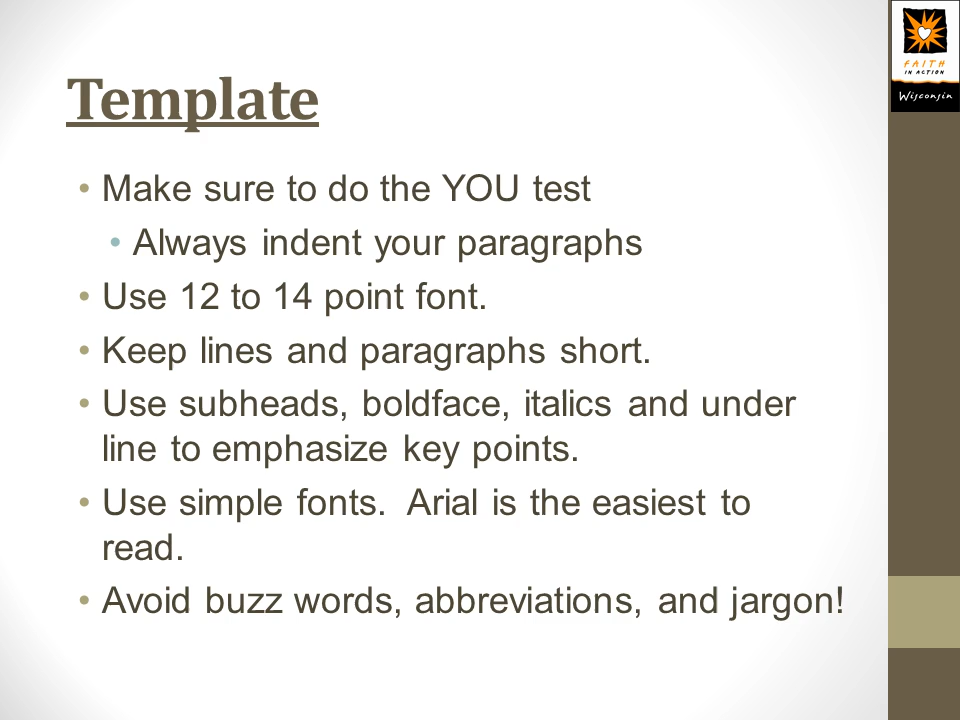 FAITH
IN ACTION
Wisconsin
Template
• Make sure to do the YOU test
• Always indent your paragraphs
• Use 12 to 14 point font.
• Keep lines and paragraphs short.
• Use subheads, boldface, italics and under
line to emphasize key points.
• Use simple fonts.  Arial is the easiest to
read.
• Avoid buzz words, abbreviations, and jargon!